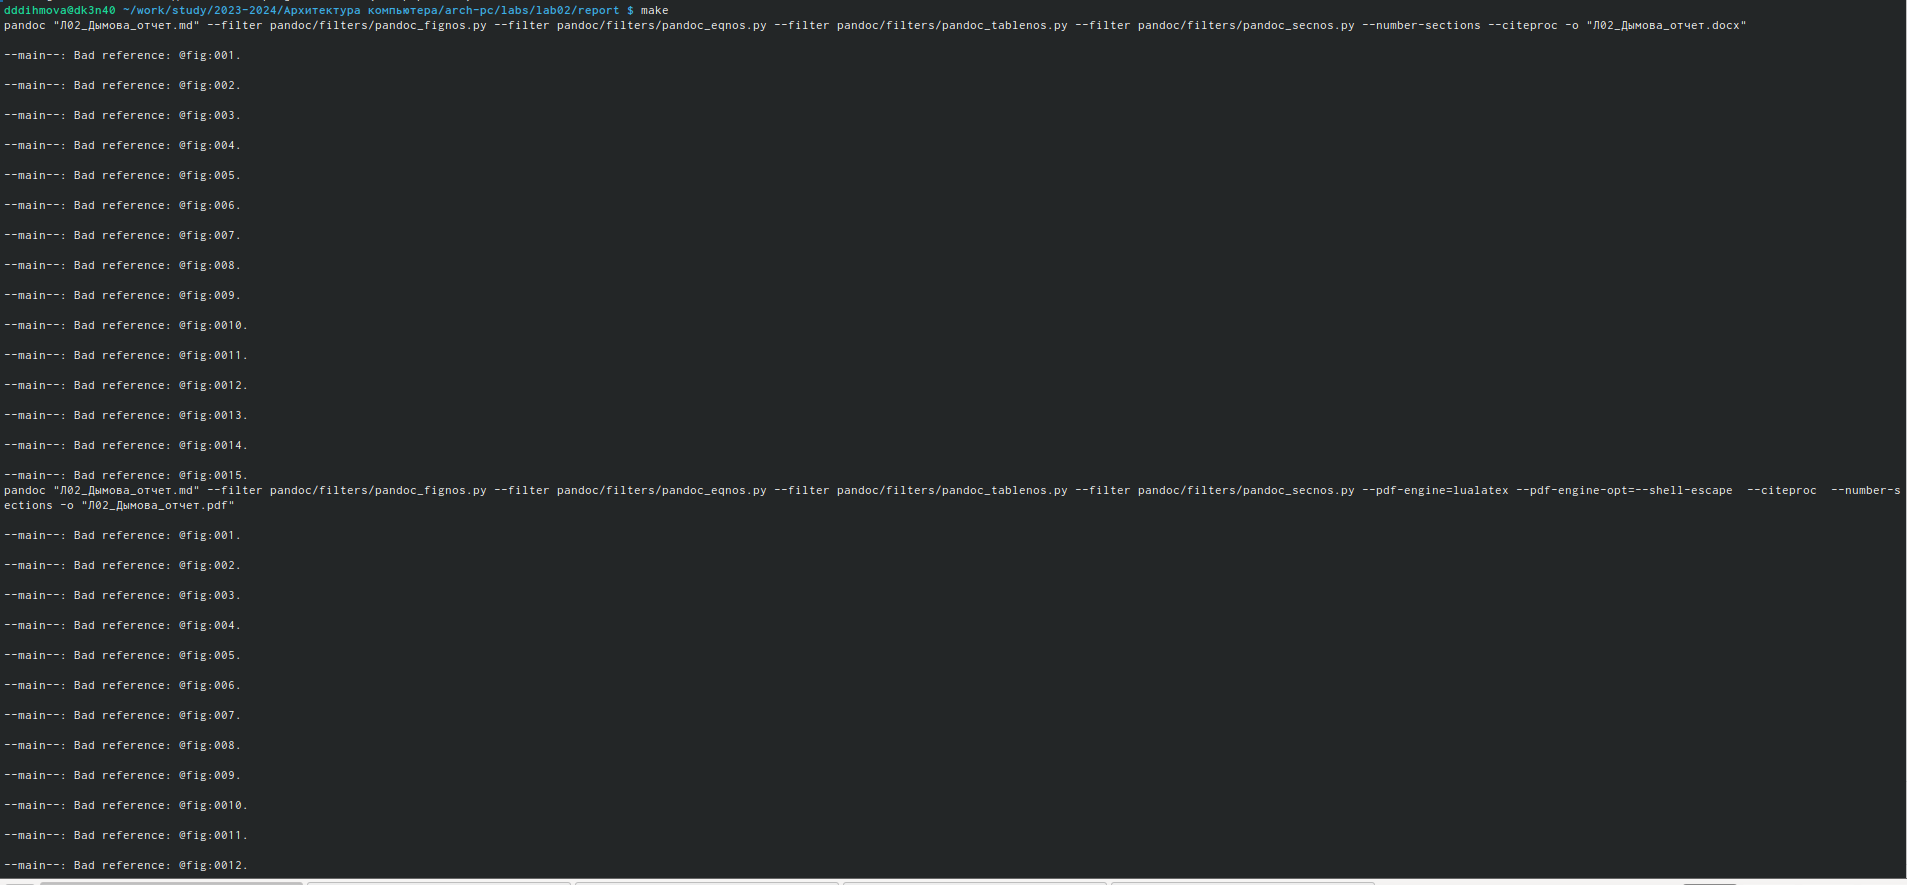 dddihmova@dk3n40 ~/work/study/2023-2024/Архитектура компьютера/arch-pc/labs/lab02/report $ make
pandoc "Л02_Дымова_отчет.md" --filter pandoc/filters/pandoc_fignos.py --filter pandoc/filters/pandoc_eqnos.py --filter pandoc/filters/pandoc_tablenos.py --filter pandoc/filters/pandoc_secnos.py --number-sections --citeproc -o "Л02_Дымова_отчет.docx"
--main--: Bad reference: @fig:001.
--main--: Bad reference: @fig:002.
--main--: Bad reference: @fig:003.
--main--: Bad reference: @fig:004.
--main--: Bad reference: @fig:005.
--main--: Bad reference: @fig:006.
--main--: Bad reference: @fig:007.
--main--: Bad reference: @fig:008.
--main--: Bad reference: @fig:009.
--main--: Bad reference: @fig:0010.
--main--: Bad reference: @fig:0011.
--main--: Bad reference: @fig:0012.
--main--: Bad reference: @fig:0013.
--main--: Bad reference: @fig:0014.
--main--: Bad reference: @fig:0015.
pandoc "Л02_Дымова_отчет.md" --filter pandoc/filters/pandoc_fignos.py --filter pandoc/filters/pandoc_eqnos.py --filter pandoc/filters/pandoc_tablenos.py --filter pandoc/filters/pandoc_secnos.py --pdf-engine=lualatex --pdf-engine-opt=--shell-escape  --citeproc  --number-s
ections -o "Л02_Дымова_отчет.pdf"
--main--: Bad reference: @fig:001.
--main--: Bad reference: @fig:002.
--main--: Bad reference: @fig:003.
--main--: Bad reference: @fig:004.
--main--: Bad reference: @fig:005.
--main--: Bad reference: @fig:006.
--main--: Bad reference: @fig:007.
--main--: Bad reference: @fig:008.
--main--: Bad reference: @fig:009.
--main--: Bad reference: @fig:0010.
--main--: Bad reference: @fig:0011.
--main--: Bad reference: @fig:0012.